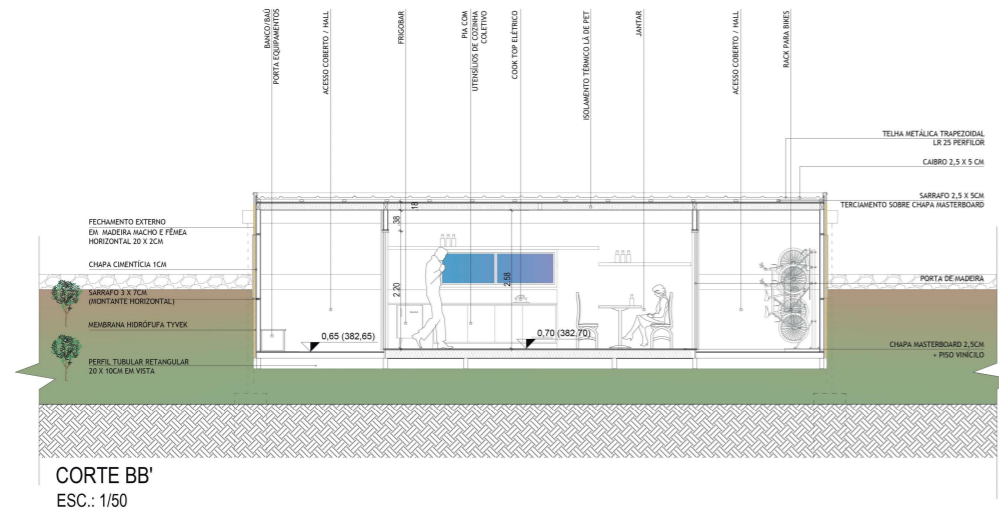 BANCO/BAÚ
PORTA EQUIPAMENTOS
ACESSO COBERTO / HALL
FRIGOBAR
PIA COM
UTENSÍLIOS DE COZINHA
COLETIVO
COOK TOP ELÉTRICO
ISOLAMENTO TÉRMICO LÃ DE PET
JANTAR
ACESSO COBERTO / HALL
RACK PARA BIKES
TELHA METÁLICA TRAPEZOIDAL
LR 25 PERFILOR
CAIBRO 2,5 X 5 CM
SARRAFO 2,5 X 5CM
TERCIAMENTO SOBRE CHAPA MASTERBOARD
PORTA DE MADEIRA
CHAPA MASTERBOARD 2,5CM
+ PISO VINÍCILO
FECHAMENTO EXTERNO
EM MADEIRA MACHO E FÊMEA
HORIZONTAL 20 X 2CM
CHAPA CIMENTÍCIA 1CM
SARRAFO 3 X 7CM
(MONTANTE HORIZONTAL)
MEMBRANA HIDRÓFUFA TYVEK
PERFIL TUBULAR RETANGULAR
20 X 10CM EM VISTA
18
38
2,20
2,58
0,65 (382,65)
0,70 (382,70)
CORTE BB'
ESC.: 1/50